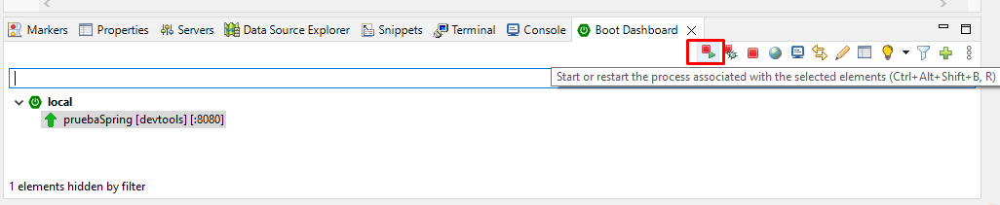 Markers Properties Servers Data Source Explorer Snippets Terminal Console Boot Dashboard
Start or restart the process associated with the selected elements (Ctrl+Alt+Shift+B, R)
local
pruebaSpring [devtools] [:8080]
1 elements hidden by filter